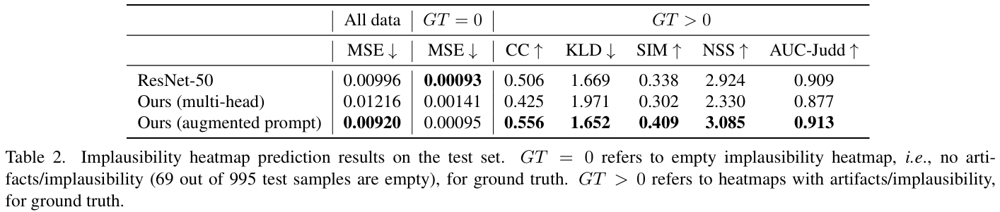 All data GT = 0 GT > 0
MSE ↓ MSE ↓ CC ↑ KLD ↓ SIM ↑ NSS ↑ AUC-Judd ↑
ResNet-50 0.00996 0.00093 0.506 1.669 0.338 2.924 0.909
Ours (multi-head) 0.01216 0.00141 0.425 1.971 0.302 2.330 0.877
Ours (augmented prompt) 0.00920 0.00095 0.556 1.652 0.409 3.085 0.913
Table 2. Implausibility heatmap prediction results on the test set. GT = 0 refers to empty implausibility heatmap, i.e., no arti-
facts/implausibility (69 out of 995 test samples are empty), for ground truth. GT > 0 refers to heatmaps with artifacts/implausibility,
for ground truth.